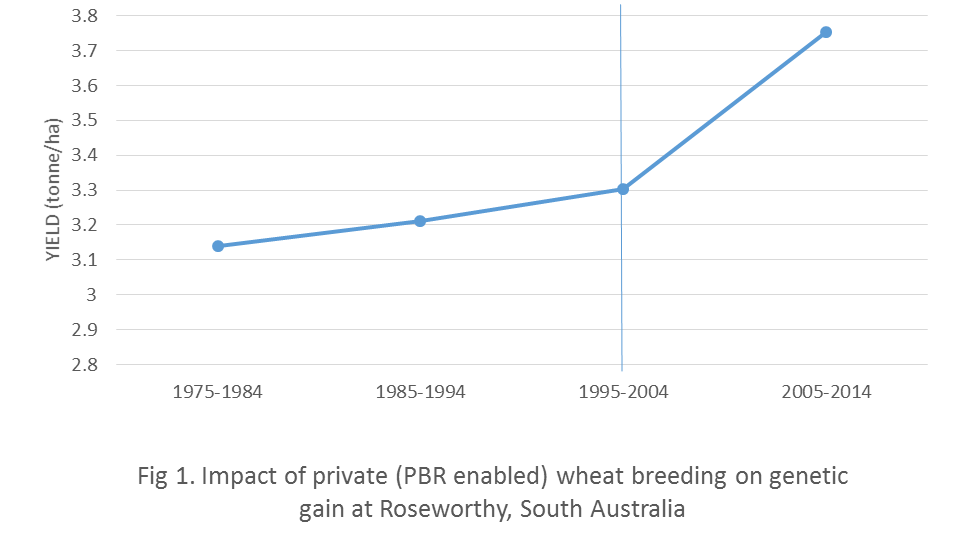 3.8
3.7
3.6
3.5
3.4
3.3
3.2
3.1
3
2.9
2.8
YIELD (tonne/ha)
1975-1984 1985-1994 1995-2004 2005-2014
Fig 1. Impact of private (PBR enabled) wheat breeding on genetic
gain at Roseworthy, South Australia